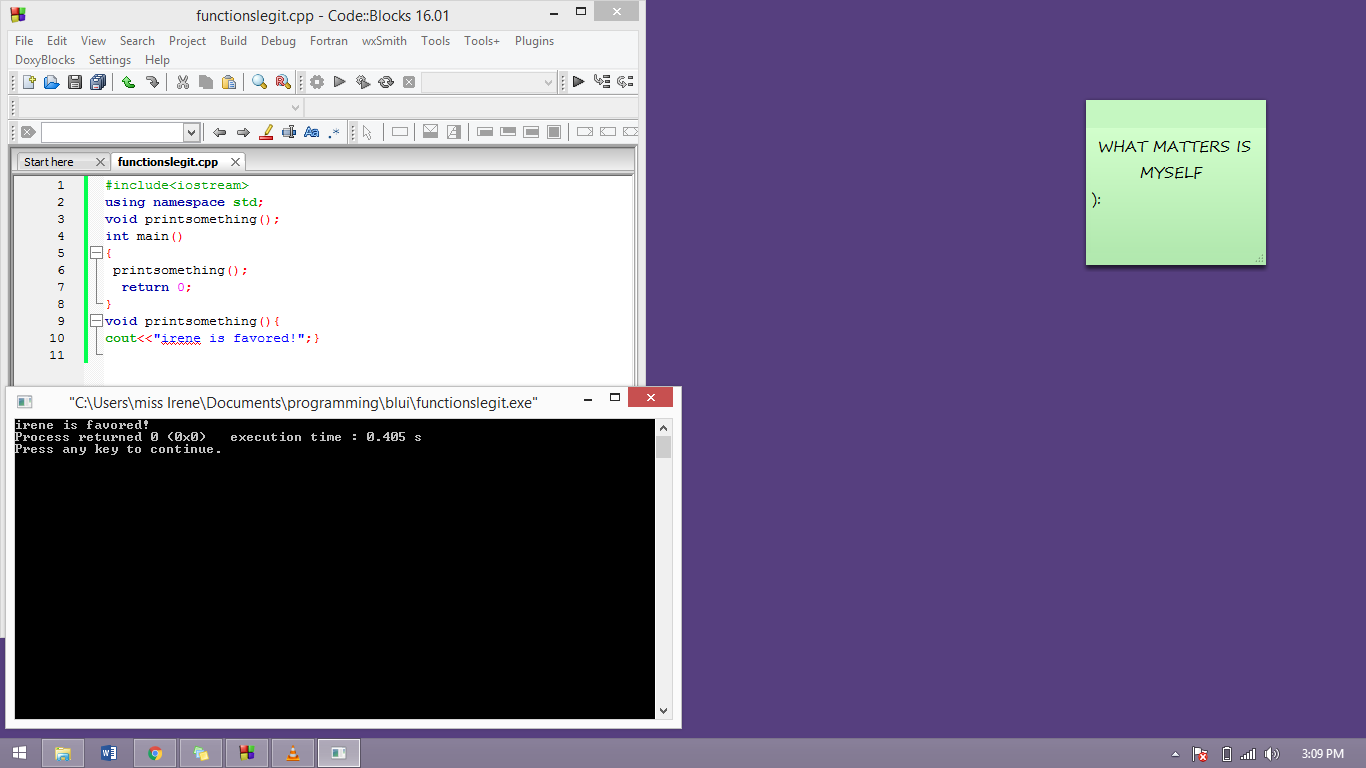 functionslegit.cpp - Code::Blocks 16.01
File Edit View Search Project Build Debug Fortran wxSmith Tools Tools+ Plugins
DoxyBlocks Settings Help
Start here functionslegit.cpp
1 #include<iostream>
2 using namespace std;
3 void printsomething();
4 int main()
5 {
6 printsomething();
7 return 0;
8 }
9 void printsomething(){
10 cout<<"irene is favored!";}
11
"C:\Users\miss Irene\Documents\programming\blui\functionslegit.exe"
irene is favored!
Process returned 0 (0x0)   execution time : 0.405 s
Press any key to continue.
WHAT MATTERS IS
MYSELF
):
3:09 PM